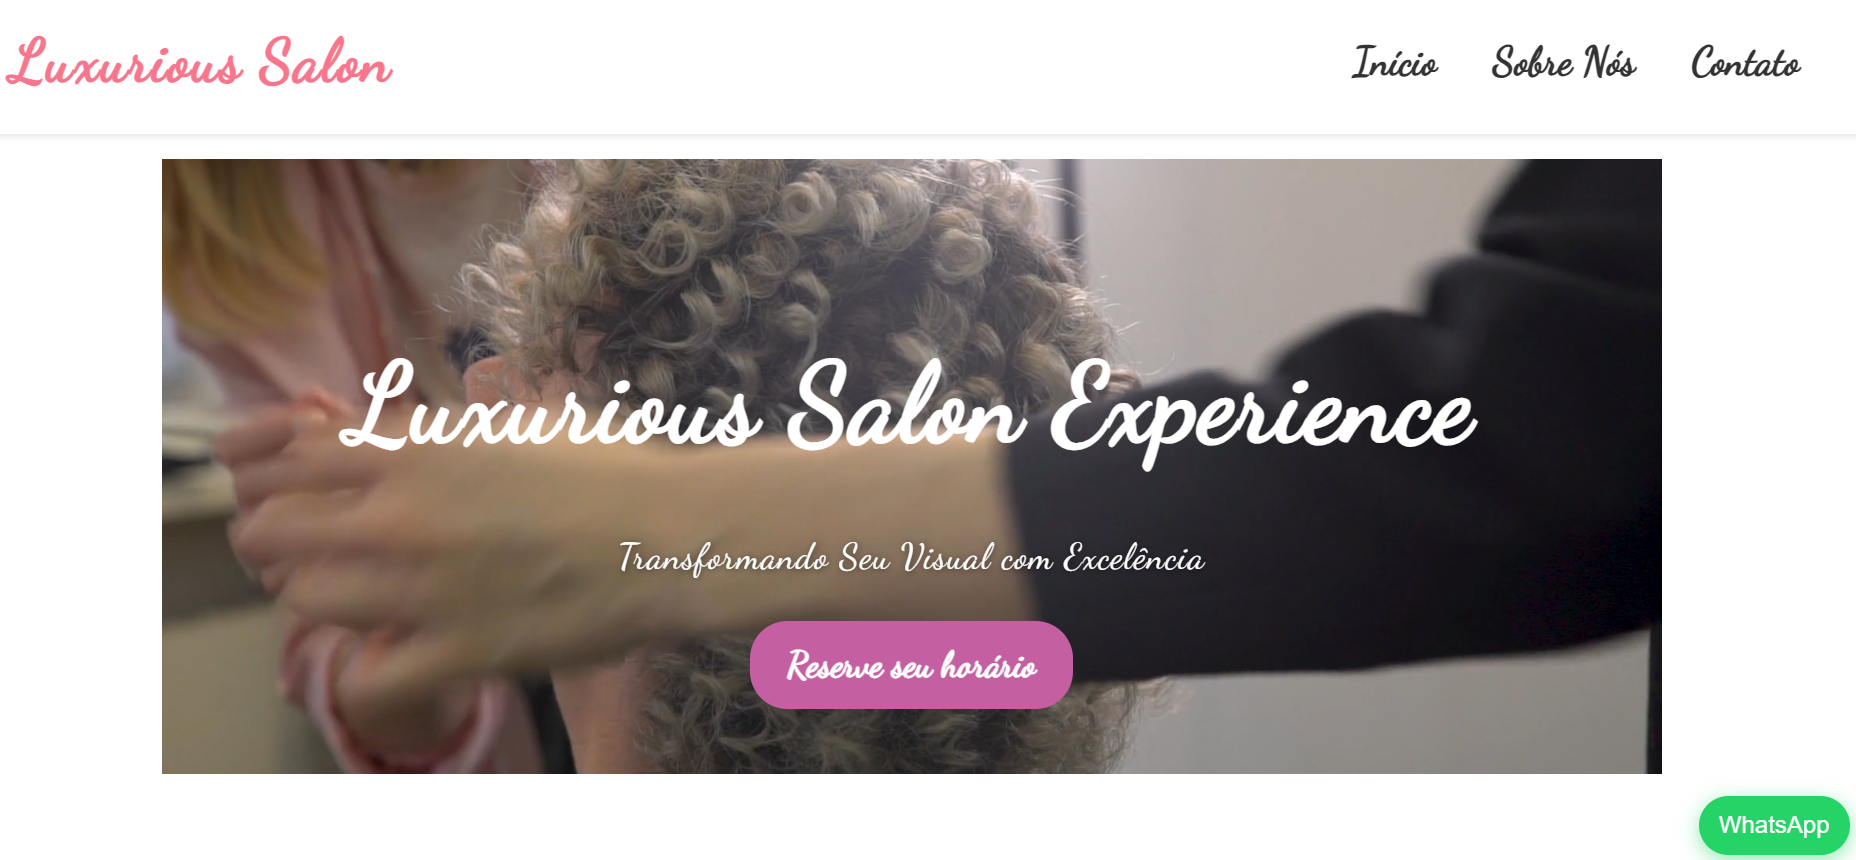 Luxurious Salon
Início Sobre Nós Contato
Luxurious Salon Experience
Transformando Seu Visual com Excelência
Reserve seu horário
WhatsApp